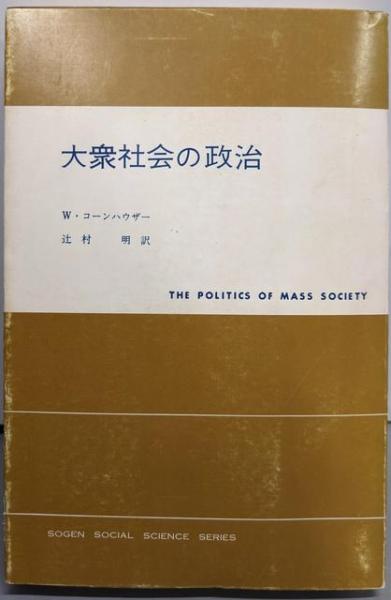 大衆社会の政治
W・コーンハウザー
辻村 明訳
THE POLITICS OF MASS SOCIETY
SOGEN SOCIAL SCIENCE SERIES